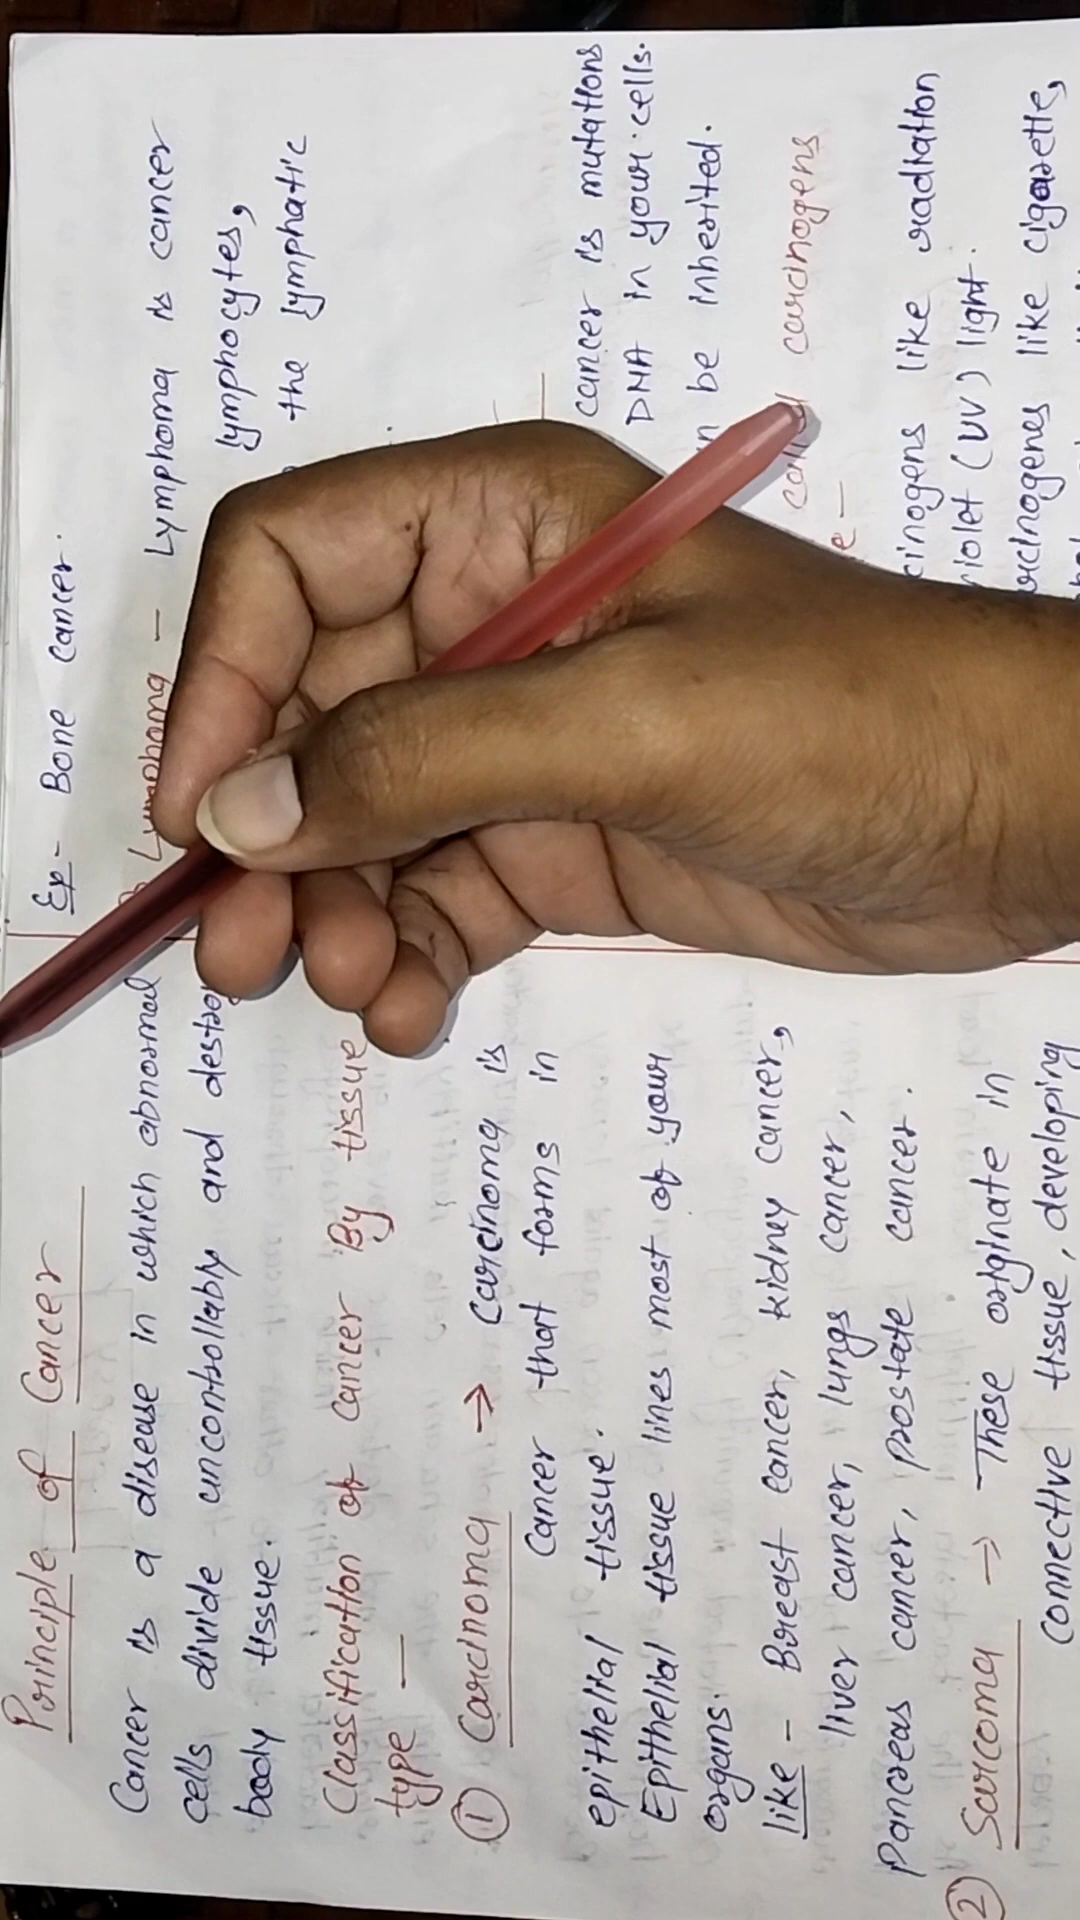 Principle of Cancer
Cancer is a disease in which abnormal
cells divide uncontrollably and destroy
body tissue.
Classification of cancer By tissue
type —
① Carcinoma → Carcinoma is
cancer that forms in
epithelial tissue.
Epithelial tissue lines most of your
organs.
like - Breast cancer, kidney cancer,
liver cancer, lungs cancer,
Pancreas cancer, prostate cancer.
② Sarcoma → These originate in
connective tissue, developing
Ex - Bone cancer.
Lymphoma - Lymphoma is cancer
lymphocytes,
the lymphatic
cancer is mutations
DNA in your cells.
be inherited.
carcinogens
like radiation
(UV) light.
like cigarette,